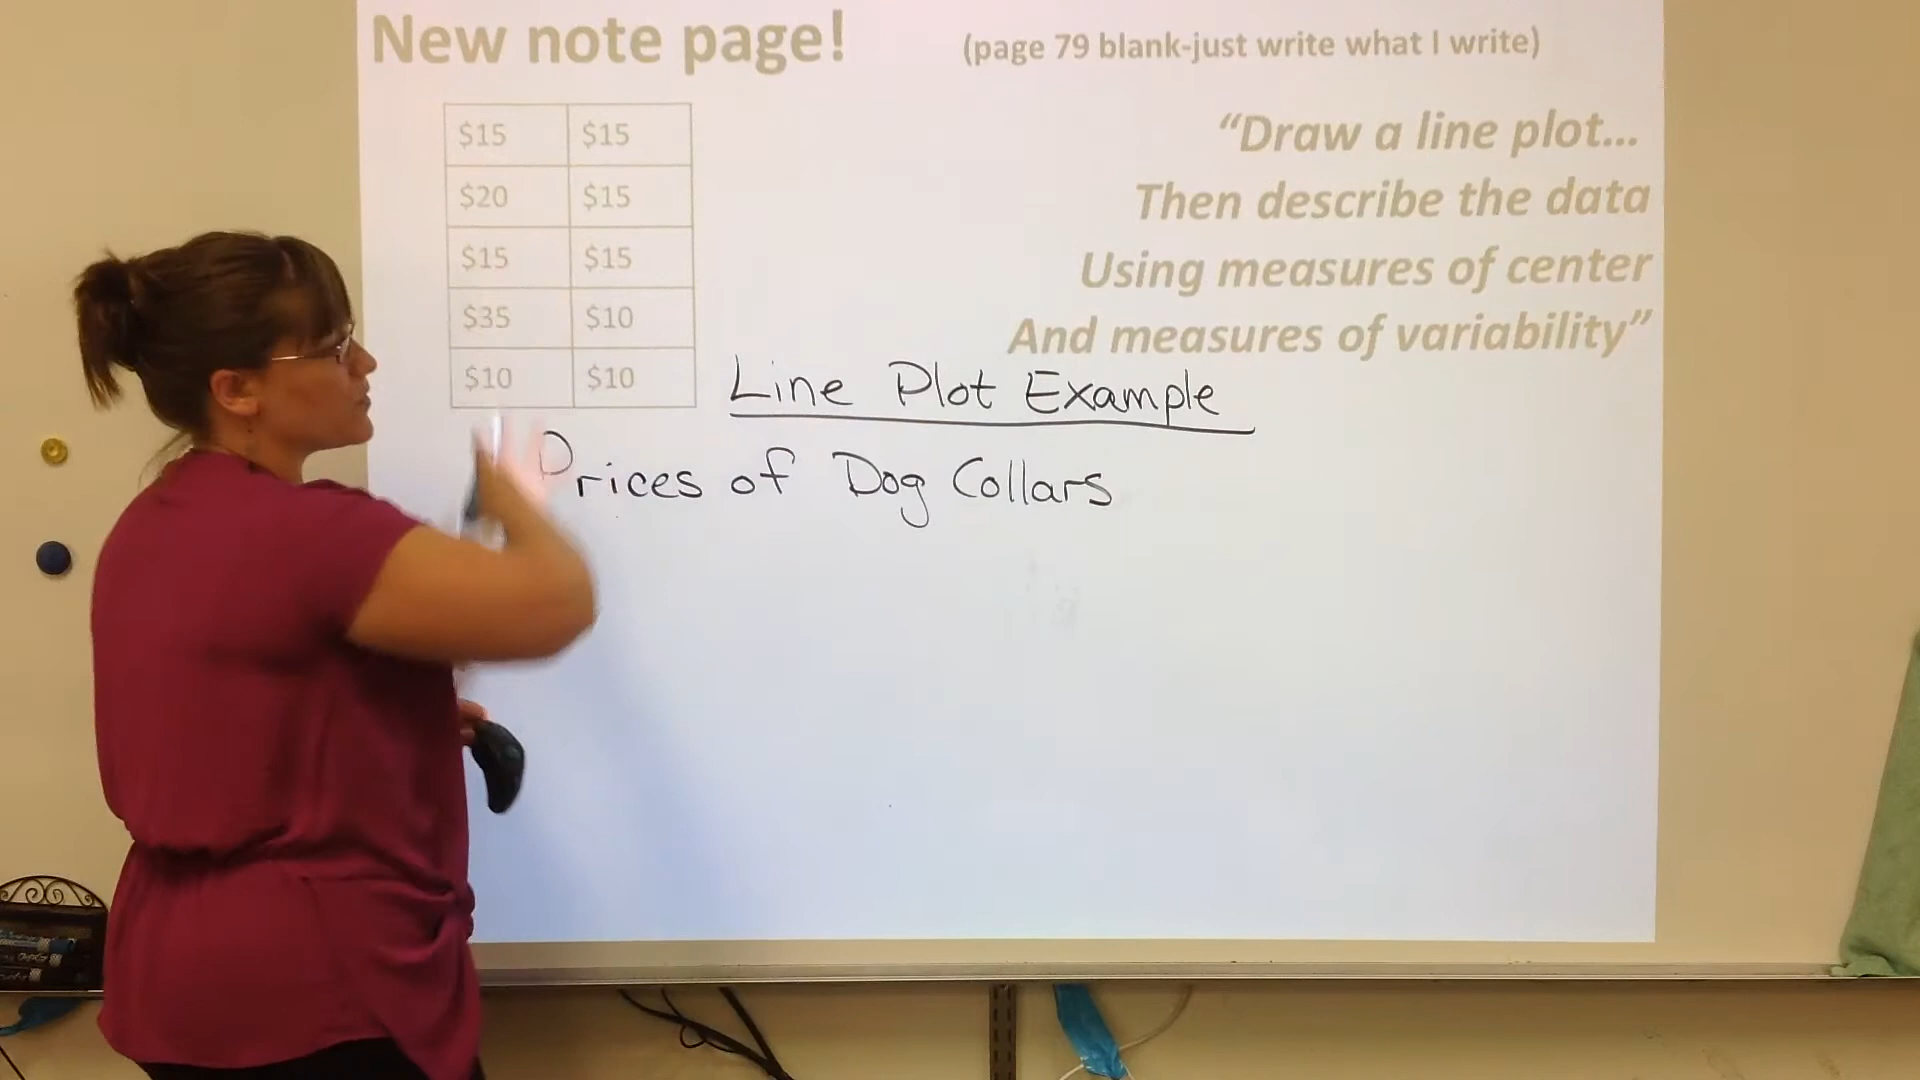 New note page!
(page 79 blank-just write what I write)
$15 $15
$20 $15
$15 $15
$35 $10
$10 $10
“Draw a line plot...
Then describe the data
Using measures of center
And measures of variability”
Line Plot Example
Prices of Dog Collars